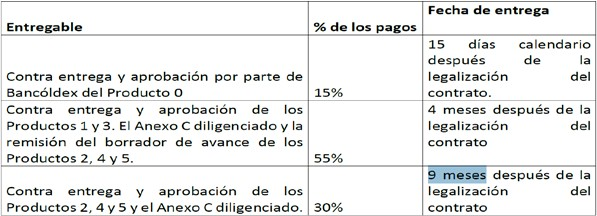 Entregable
% de los pagos
Fecha de entrega
Contra entrega y aprobación por parte de
Bancóldex del Producto 0
15%
15 días calendario
después de la
legalización del
contrato.
Contra entrega y aprobación de los
Productos 1 y 3. El Anexo C diligenciado y la
remisión del borrador de avance de los
Productos 2, 4 y 5.
55%
4 meses después de la
legalización del
contrato
Contra entrega y aprobación de los
Productos 2, 4 y 5 y el Anexo C diligenciado.
30%
9 meses después de la
legalización del
contrato